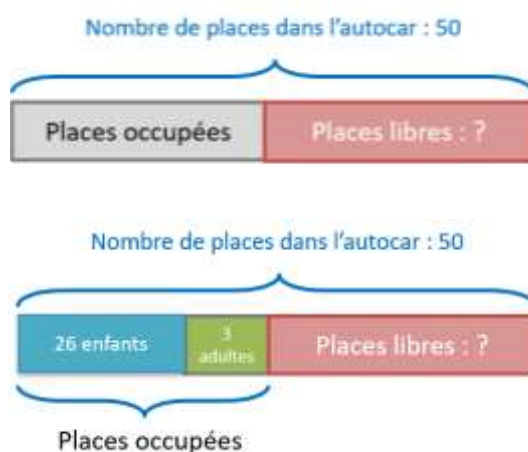 Nombre de places dans l'autocar : 50
Places occupées Places libres : ?
Nombre de places dans l'autocar : 50
26 enfants 3 adultes Places libres : ?
Places occupées